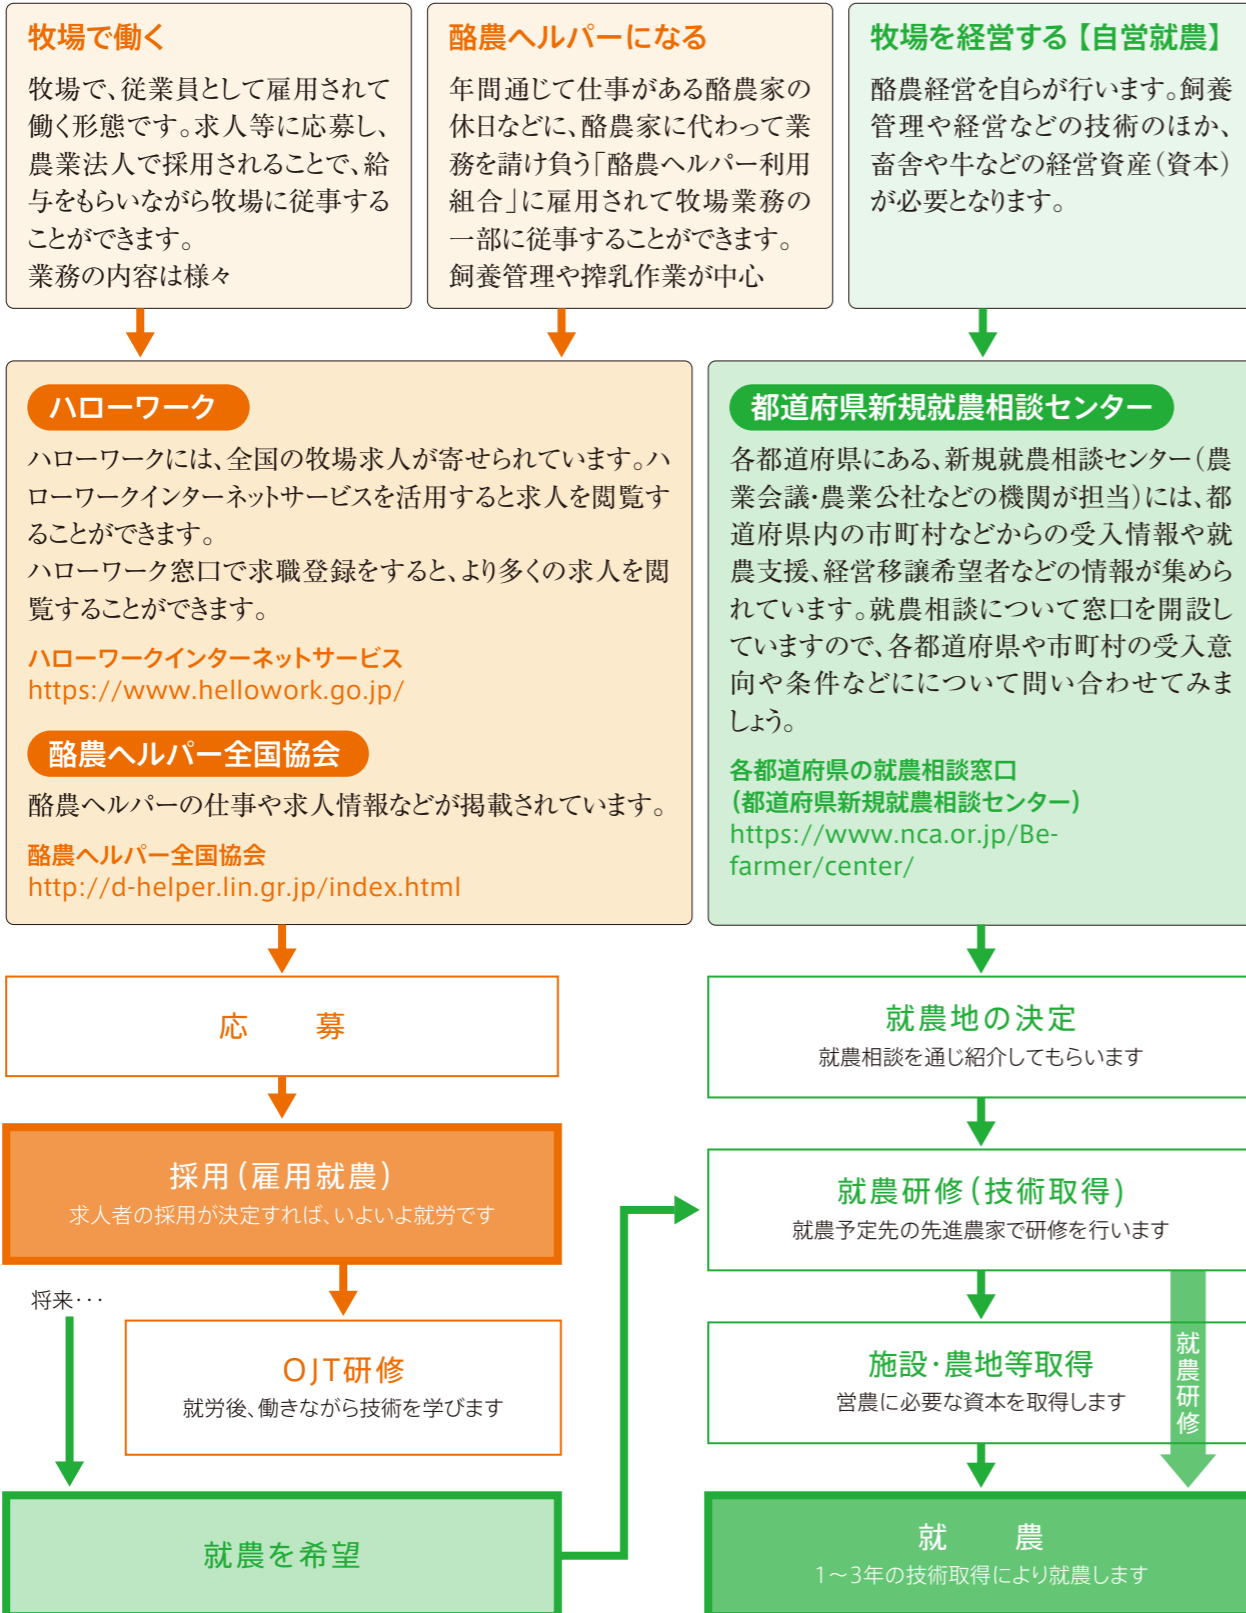 牧場で働く
牧場で、従業員として雇用されて
働く形態です。求人等に応募し、
農業法人で採用されることで、給
与をもらいながら牧場に従事する
ことができます。
業務の内容は様々
酪農ヘルパーになる
年間通じて仕事がある酪農家の
休日などに、酪農家に代わって業
務を請け負う「酪農ヘルパー利用
組合」に雇用されて牧場業務の
一部に従事することができます。
飼養管理や搾乳作業が中心
牧場を経営する【自営就農】
酪農経営を自らが行います。飼養
管理や経営などの技術のほか、
畜舎や牛などの経営資産(資本)
が必要となります。
ハローワーク
ハローワークには、全国の牧場求人が寄せられています。ハ
ローワークインターネットサービスを活用すると求人を閲覧す
ることができます。
ハローワーク窓口で求職登録をすると、より多くの求人を閲
覧することができます。
ハローワークインターネットサービス
https://www.hellowork.go.jp/
酪農ヘルパー全国協会
酪農ヘルパーの仕事や求人情報などが掲載されています。
酪農ヘルパー全国協会
http://d-helper.lin.gr.jp/index.html
都道府県新規就農相談センター
各都道府県にある、新規就農相談センター(農
業会議・農業公社などの機関が担当)には、都
道府県内の市町村などからの受入情報や就
農支援、経営移譲希望者などの情報が集めら
れています。就農相談について窓口を開設し
ていますので、各都道府県や市町村の受入意
向や条件などにについて問い合わせてみま
しょう。
各都道府県の就農相談窓口
(都道府県新規就農相談センター)
https://www.nca.or.jp/Be-
farmer/center/
応　募
採用(雇用就農)
求人者の採用が決定すれば、いよいよ就労です
将来・・・
OJT研修
就労後、働きながら技術を学びます
就農を希望
就農地の決定
就農相談を通じ紹介してもらいます
就農研修(技術取得)
就農予定先の先進農家で研修を行います
施設・農地等取得
営農に必要な資本を取得します
就農研修
就　農
1〜3年の技術取得により就農します